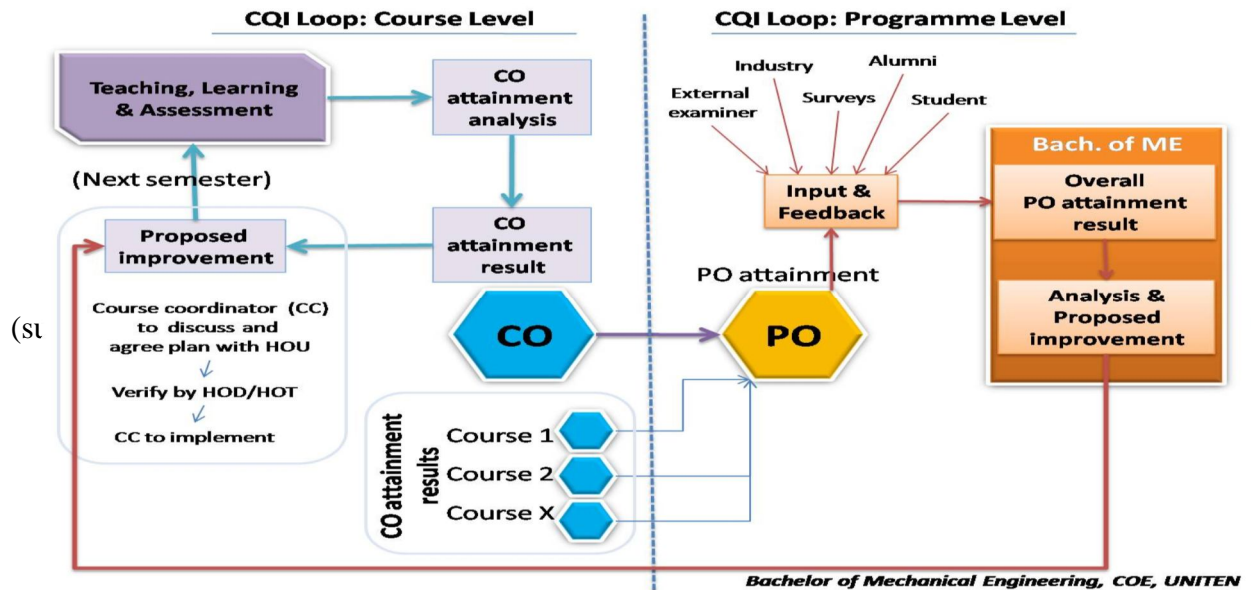 CQI Loop: Course Level
Teaching, Learning
& Assessment
CO
attainment
analysis
(Next semester)
Proposed
improvement
CO
attainment
result
Course coordinator (CC)
to discuss and
agree plan with HOU
Verify by HOD/HOT
CC to implement
(su
CO
CO attainment
results
Course 1
Course 2
Course X
CQI Loop: Programme Level
External
examiner
Industry
Surveys
Alumni
Student
Input &
Feedback
PO attainment
PO
Bach. of ME
Overall
PO attainment
result
Analysis &
Proposed
improvement
Bachelor of Mechanical Engineering, COE, UNITEN